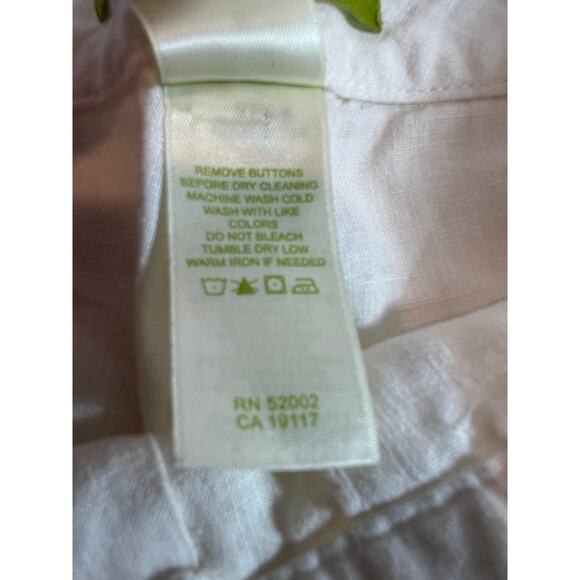 REMOVE BUTTONS
BEFORE DRY CLEANING
MACHINE WASH COLD
WASH WITH LIKE
COLORS
DO NOT BLEACH
TUMBLE DRY LOW
WARM IRON IF NEEDED
RN 52002
CA 19117